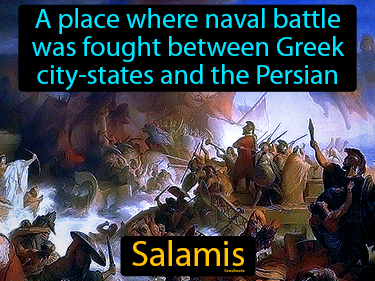 A place where naval battle
was fought between Greek
city-states and the Persian
Salamis